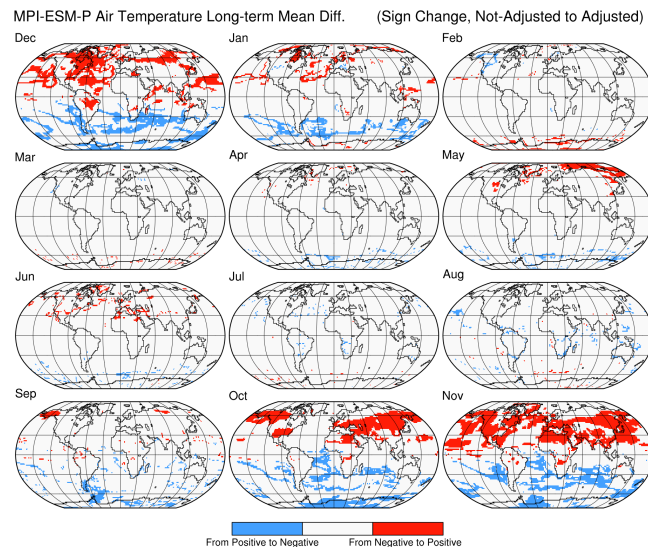 MPI-ESM-P Air Temperature Long-term Mean Diff. (Sign Change, Not-Adjusted to Adjusted)
Dec Jan Feb
Mar Apr May
Jun Jul Aug
Sep Oct Nov
From Positive to Negative From Negative to Positive